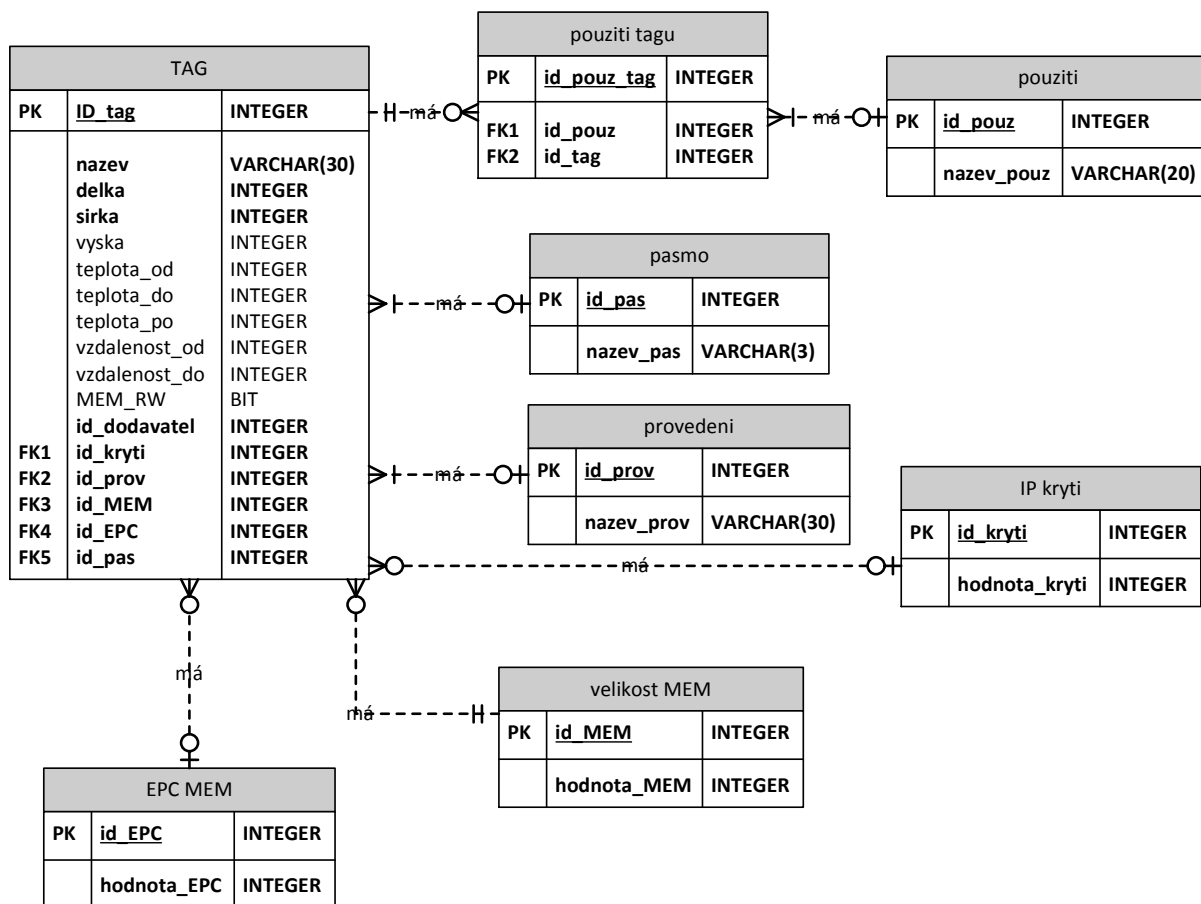 TAG
PK ID_tag INTEGER
nazev VARCHAR(30)
delka INTEGER
sirka INTEGER
vyska INTEGER
teplota_od INTEGER
teplota_do INTEGER
teplota_po INTEGER
vzdalenost_od INTEGER
vzdalenost_do INTEGER
MEM_RW BIT
id_dodavatel INTEGER
FK1 id_kryti INTEGER
FK2 id_prov INTEGER
FK3 id_MEM INTEGER
FK4 id_EPC INTEGER
FK5 id_pas INTEGER
má
pouziti tagu
PK id_pouz_tag INTEGER
FK1 id_pouz INTEGER
FK2 id_tag INTEGER
má
pouziti
PK id_pouz INTEGER
nazev_pouz VARCHAR(20)
má
pasmo
PK id_pas INTEGER
nazev_pas VARCHAR(3)
má
provedeni
PK id_prov INTEGER
nazev_prov VARCHAR(30)
má
IP kryti
PK id_kryti INTEGER
hodnota_kryti INTEGER
má
velikost MEM
PK id_MEM INTEGER
hodnota_MEM INTEGER
má
EPC MEM
PK id_EPC INTEGER
hodnota_EPC INTEGER